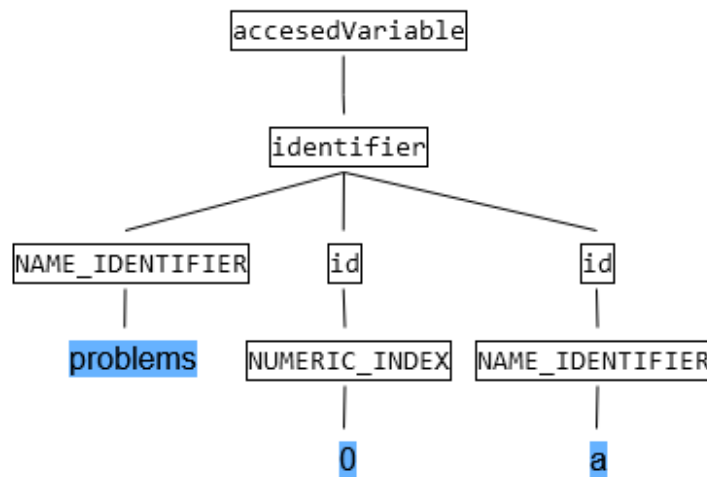 accesedVariable
identifier
NAME_IDENTIFIER id id
problems NUMERIC_INDEX NAME_IDENTIFIER
0 a